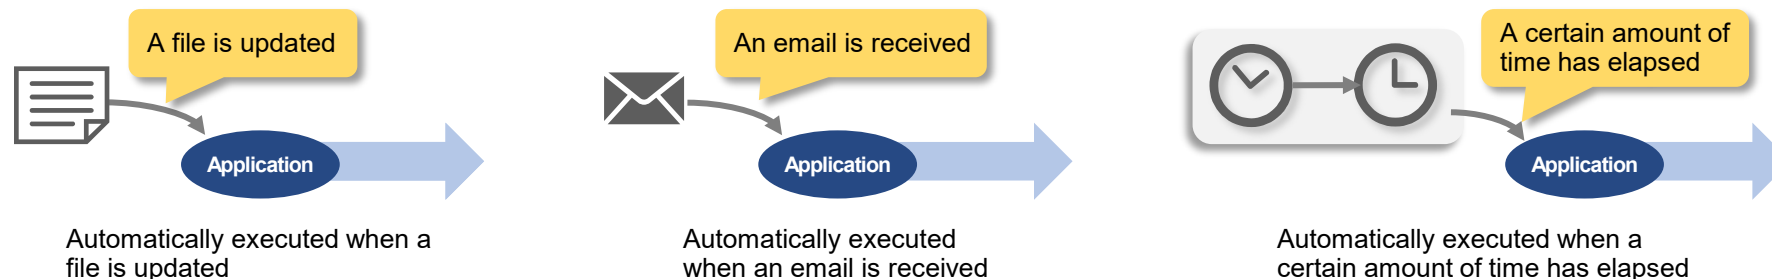 A file is updated
Application
Automatically executed when a
file is updated
An email is received
Application
Automatically executed
when an email is received
A certain amount of
time has elapsed
Application
Automatically executed when a
certain amount of time has elapsed